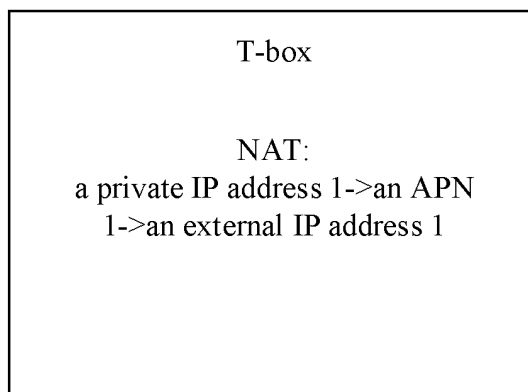 T-box
NAT:
a private IP address 1->an APN
1->an external IP address 1